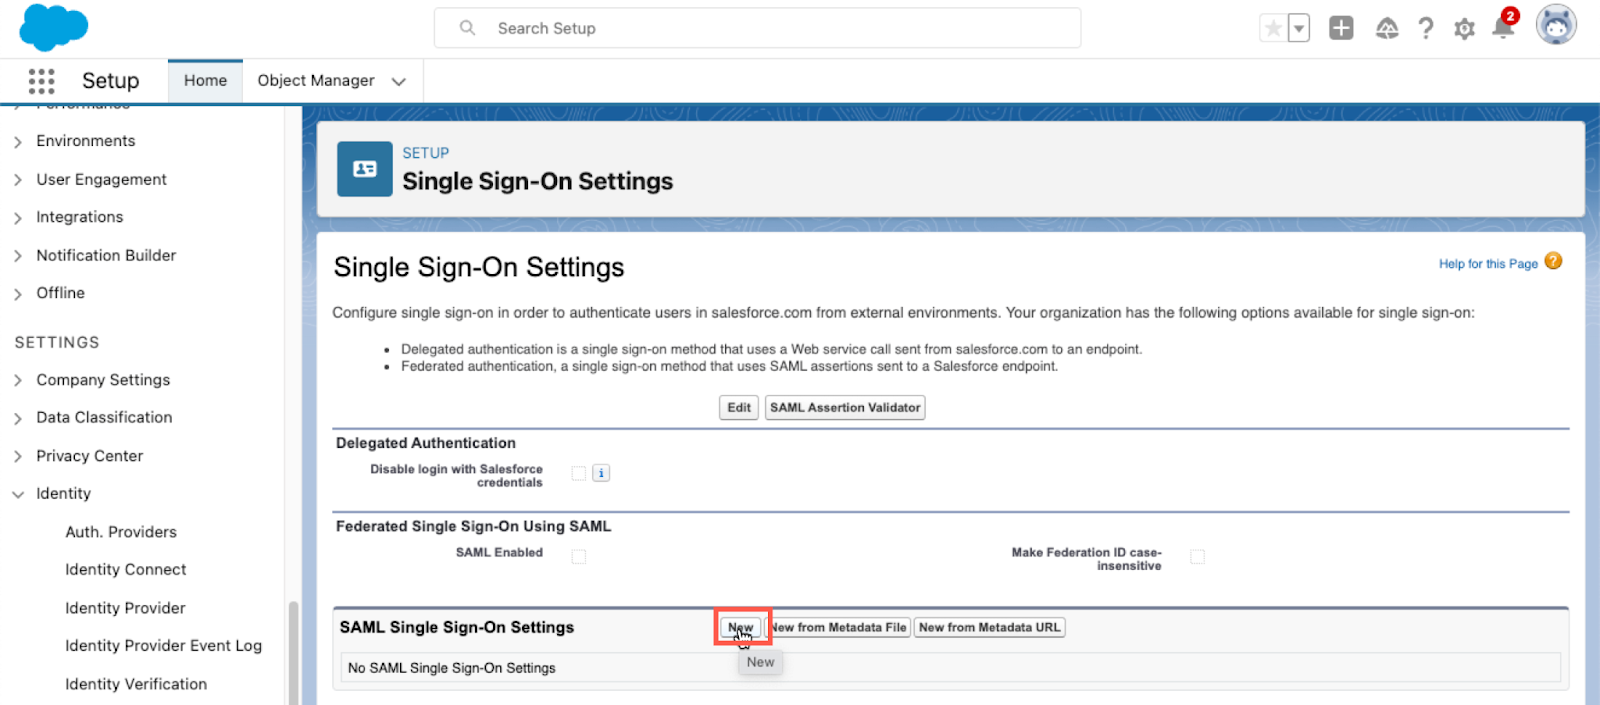 Search Setup
2
Setup
Home
Object Manager
Performance
Environments
User Engagement
Integrations
Notification Builder
Offline
SETTINGS
Company Settings
Data Classification
Privacy Center
Identity
Auth. Providers
Identity Connect
Identity Provider
Identity Provider Event Log
Identity Verification
SETUP
Single Sign-On Settings
Single Sign-On Settings
Help for this Page ?
Configure single sign-on in order to authenticate users in salesforce.com from external environments. Your organization has the following options available for single sign-on:
• Delegated authentication is a single sign-on method that uses a Web service call sent from salesforce.com to an endpoint.
• Federated authentication, a single sign-on method that uses SAML assertions sent to a Salesforce endpoint.
Edit SAML Assertion Validator
Delegated Authentication
Disable login with Salesforce
credentials
i
Federated Single Sign-On Using SAML
SAML Enabled
Make Federation ID case-
insensitive
SAML Single Sign-On Settings
New New from Metadata File New from Metadata URL
New
No SAML Single Sign-On Settings